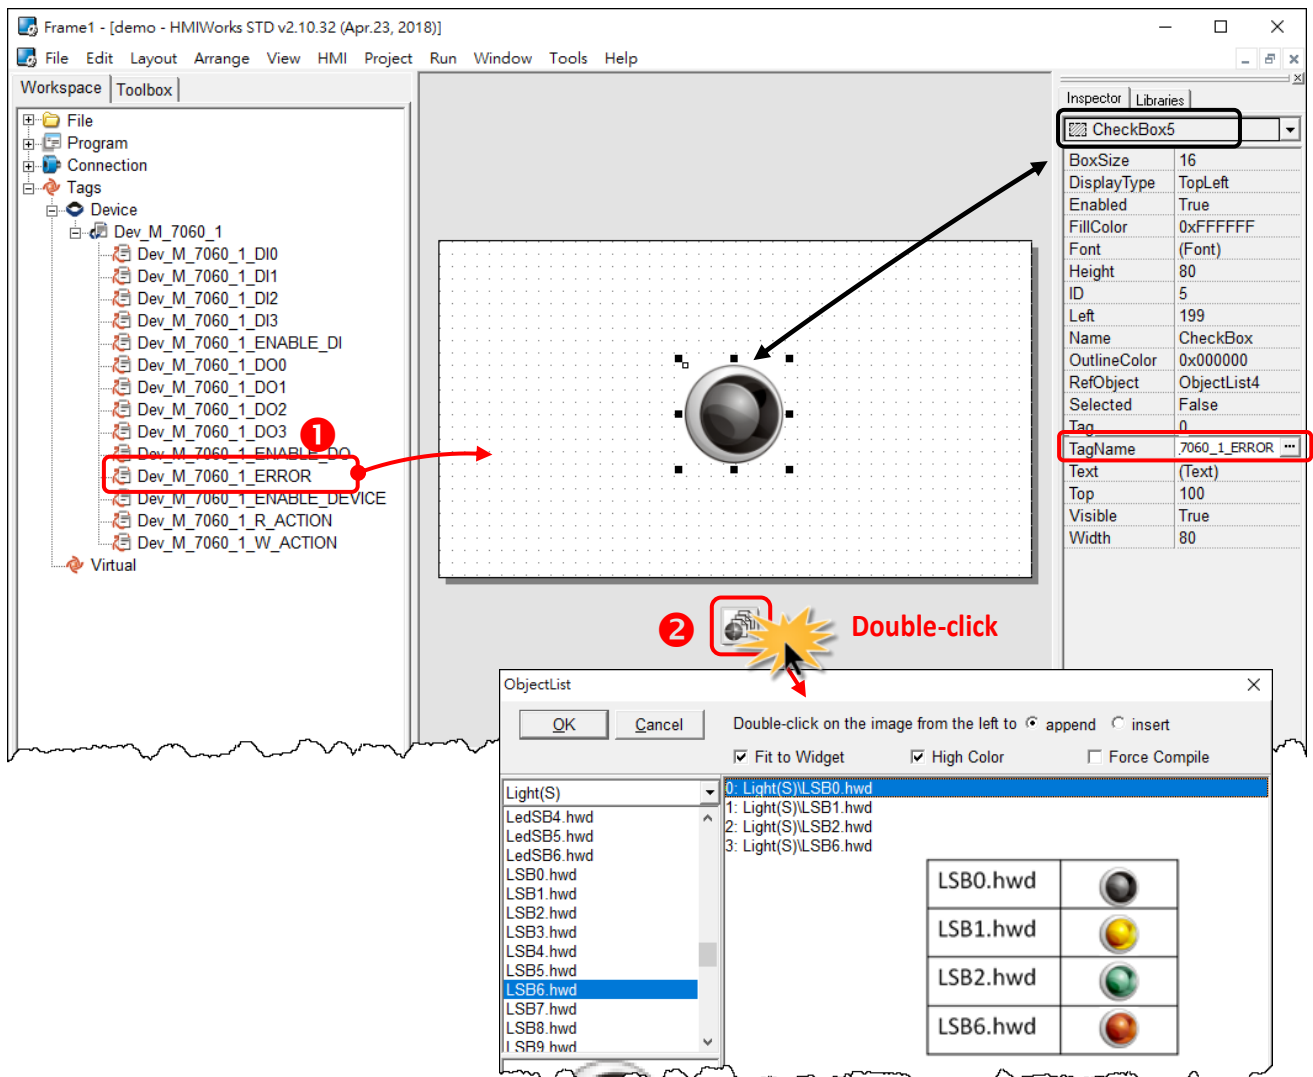 Frame1 - [demo - HMIWorks STD v2.10.32 (Apr.23, 2018)]
File Edit Layout Arrange View HMI Project Run Window Tools Help
Workspace Toolbox
File
Program
Connection
Tags
Device
Dev_M_7060_1
Dev_M_7060_1_DI0
Dev_M_7060_1_DI1
Dev_M_7060_1_DI2
Dev_M_7060_1_DI3
Dev_M_7060_1_ENABLE_DI
Dev_M_7060_1_DO0
Dev_M_7060_1_DO1
Dev_M_7060_1_DO2
Dev_M_7060_1_DO3
Dev_M_7060_1_ENABLE_DO
Dev_M_7060_1_ERROR
Dev_M_7060_1_ENABLE_DEVICE
Dev_M_7060_1_R_ACTION
Dev_M_7060_1_W_ACTION
Virtual
1
Inspector Libraries
CheckBox5
BoxSize 16
DisplayType TopLeft
Enabled True
FillColor 0xFFFFFF
Font (Font)
Height 80
ID 5
Left 199
Name CheckBox
OutlineColor 0x000000
RefObject ObjectList4
Selected False
Tag 0
TagName 7060_1_ERROR ...
Text (Text)
Top 100
Visible True
Width 80
2 Double-click
ObjectList
OK Cancel Double-click on the image from the left to append insert
Fit to Widget High Color Force Compile
Light(S)
LedSB4.hwd
LedSB5.hwd
LedSB6.hwd
LSB0.hwd
LSB1.hwd
LSB2.hwd
LSB3.hwd
LSB4.hwd
LSB5.hwd
LSB6.hwd
LSB7.hwd
LSB8.hwd
LSB9.hwd
0: Light(S)\LSB0.hwd
1: Light(S)\LSB1.hwd
2: Light(S)\LSB2.hwd
3: Light(S)\LSB6.hwd
LSB0.hwd
LSB1.hwd
LSB2.hwd
LSB6.hwd